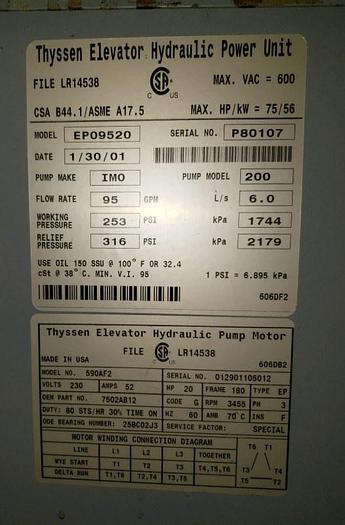 Thyssen Elevator Hydraulic Power Unit
FILE LR14538 MAX. VAC = 600
C US
CSA B44.1/ASME A17.5 MAX. HP/kW = 75/56
MODEL EP09520 SERIAL NO. P80107
DATE 1/30/01
PUMP MAKE IMO PUMP MODEL 200
FLOW RATE 95 GPM L/s 6.0
WORKING PRESSURE 253 PSI kPa 1744
RELIEF PRESSURE 316 PSI kPa 2179
USE OIL 150 SSU @ 100° F OR 32.4
cSt @ 38° C. MIN. V.I. 95 1 PSI = 6.895 kPa
606DF2
Thyssen Elevator Hydraulic Pump Motor
MADE IN USA FILE LR14538 606DB2
MODEL NO. 590AF2 SERIAL NO. 012901105012
VOLTS 230 AMPS 52 HP 20 FRAME 180 TYPE EP
OEM PART NO. 7502AB12 CODE G RPM 3455 PH 3
DUTY: 80 STS/HR 30% TIME ON HZ 60 AMB 70°C INS F
ODE BEARING NUMBER: 25BC02J3 SERVICE FACTOR: SPECIAL
MOTOR WINDING CONNECTION DIAGRAM
LINE L1 L2 L3 TOGETHER
WYE START T1 T2 T3 T4,T5,T6
DELTA RUN T1,T6 T2,T4 T3,T5
T6 T1
T3 T4
T5 T2